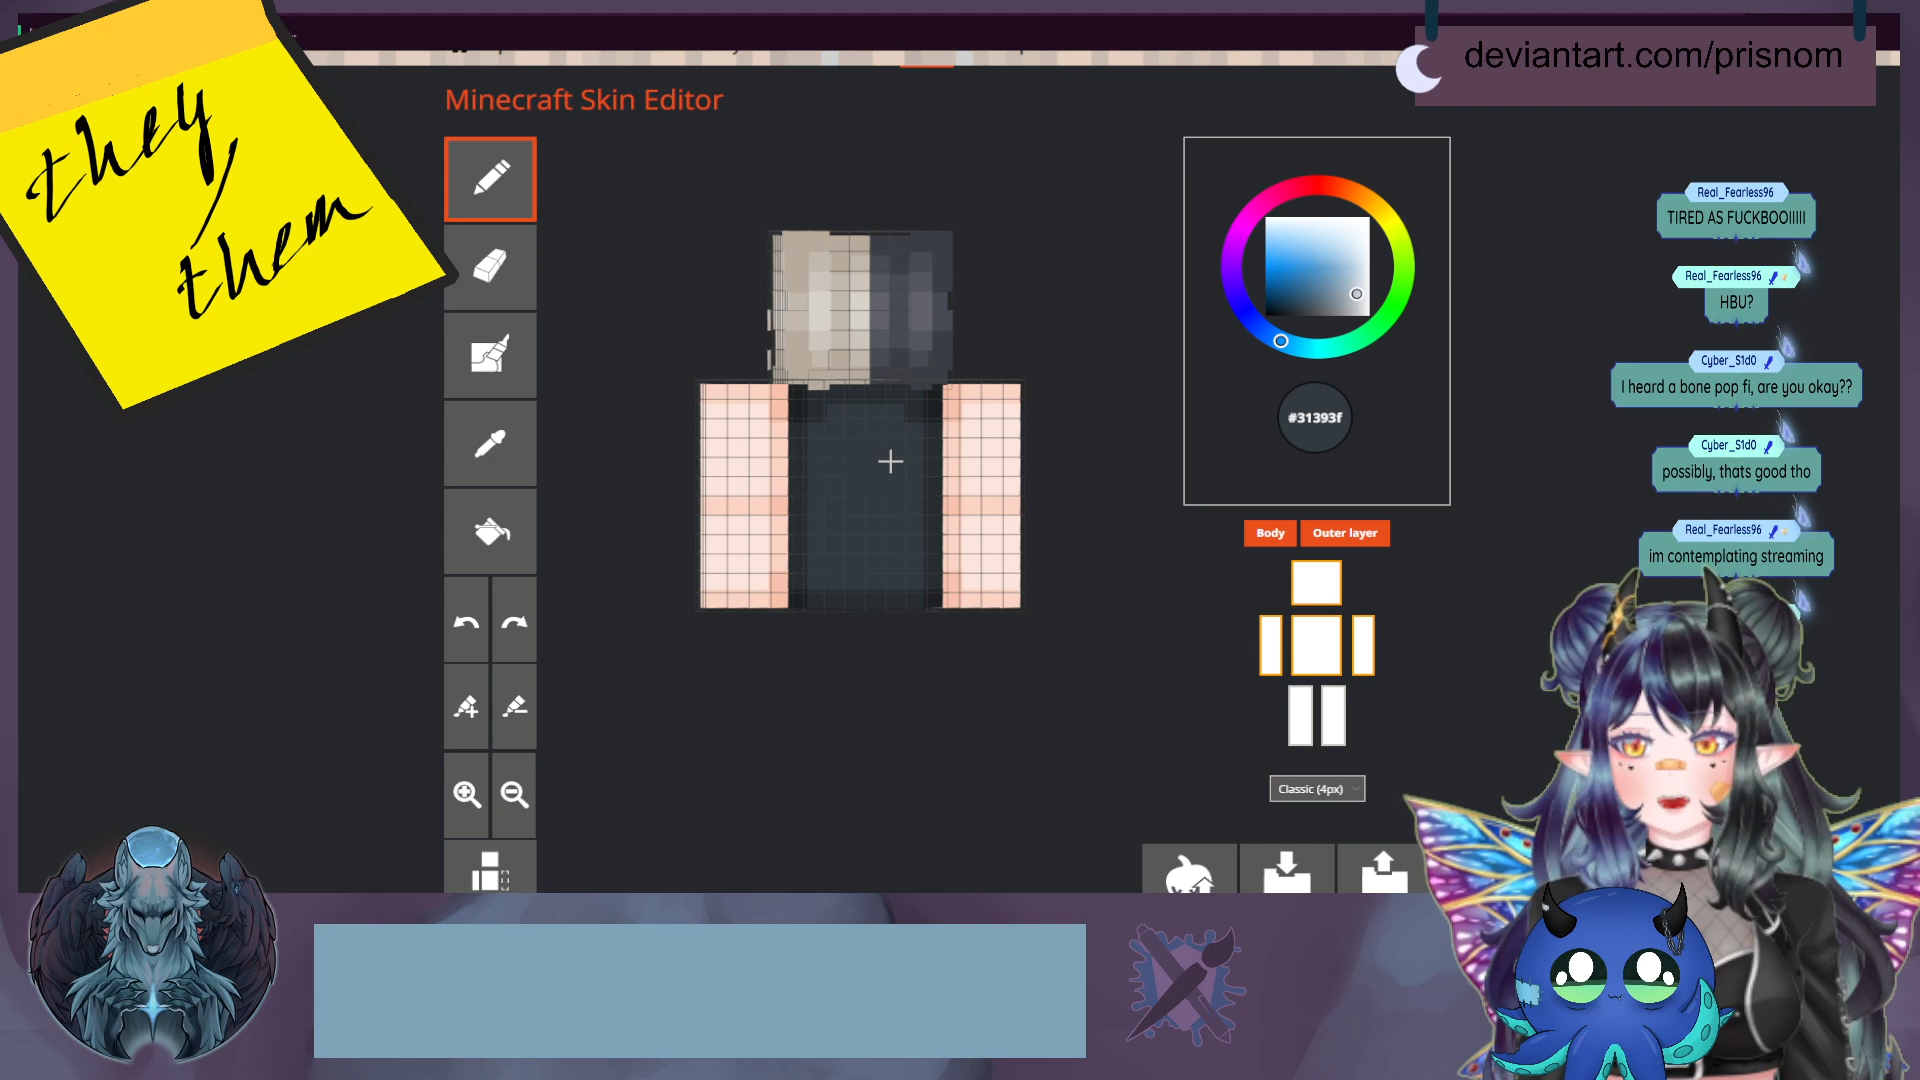 they
/
them
Minecraft Skin Editor
deviantart.com/prisnom
#31393f
Body Outer layer
Classic (4px)
Real_Fearless96
TIRED AS FUCKBOOIIIII
Real_Fearless96
HBU?
Cyber_S1d0
I heard a bone pop fi, are you okay??
Cyber_S1d0
possibly, thats good tho
Real_Fearless96
im contemplating streaming